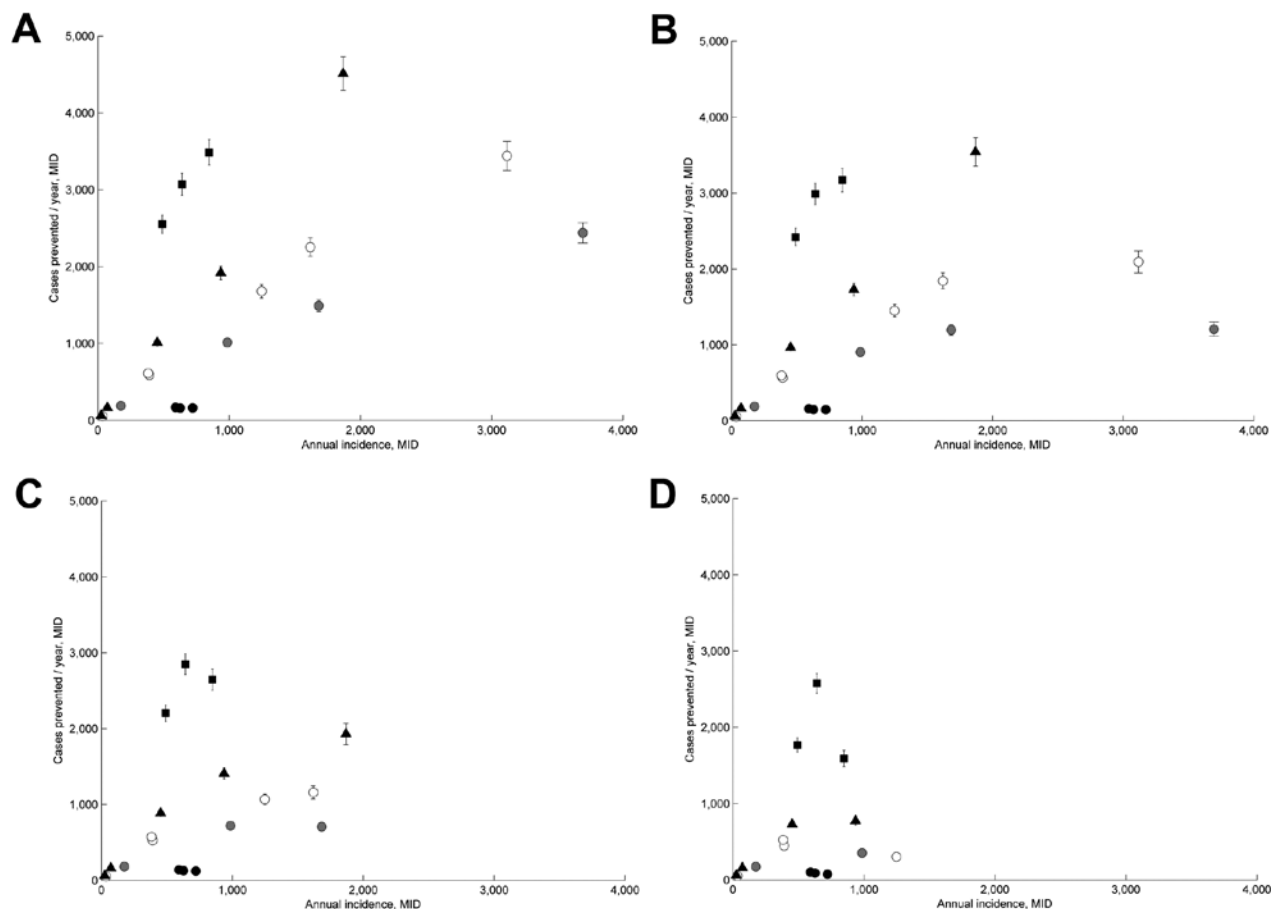 A
5,000
4,000
3,000
2,000
1,000
0
Cases prevented / year, MID
0 1,000 2,000 3,000 4,000
Annual incidence, MID
B
5,000
4,000
3,000
2,000
1,000
0
Cases prevented / year, MID
0 1,000 2,000 3,000 4,000
Annual incidence, MID
C
5,000
4,000
3,000
2,000
1,000
0
Cases prevented / year, MID
0 1,000 2,000 3,000 4,000
Annual incidence, MID
D
5,000
4,000
3,000
2,000
1,000
0
Cases prevented / year, MID
0 1,000 2,000 3,000 4,000
Annual incidence, MID